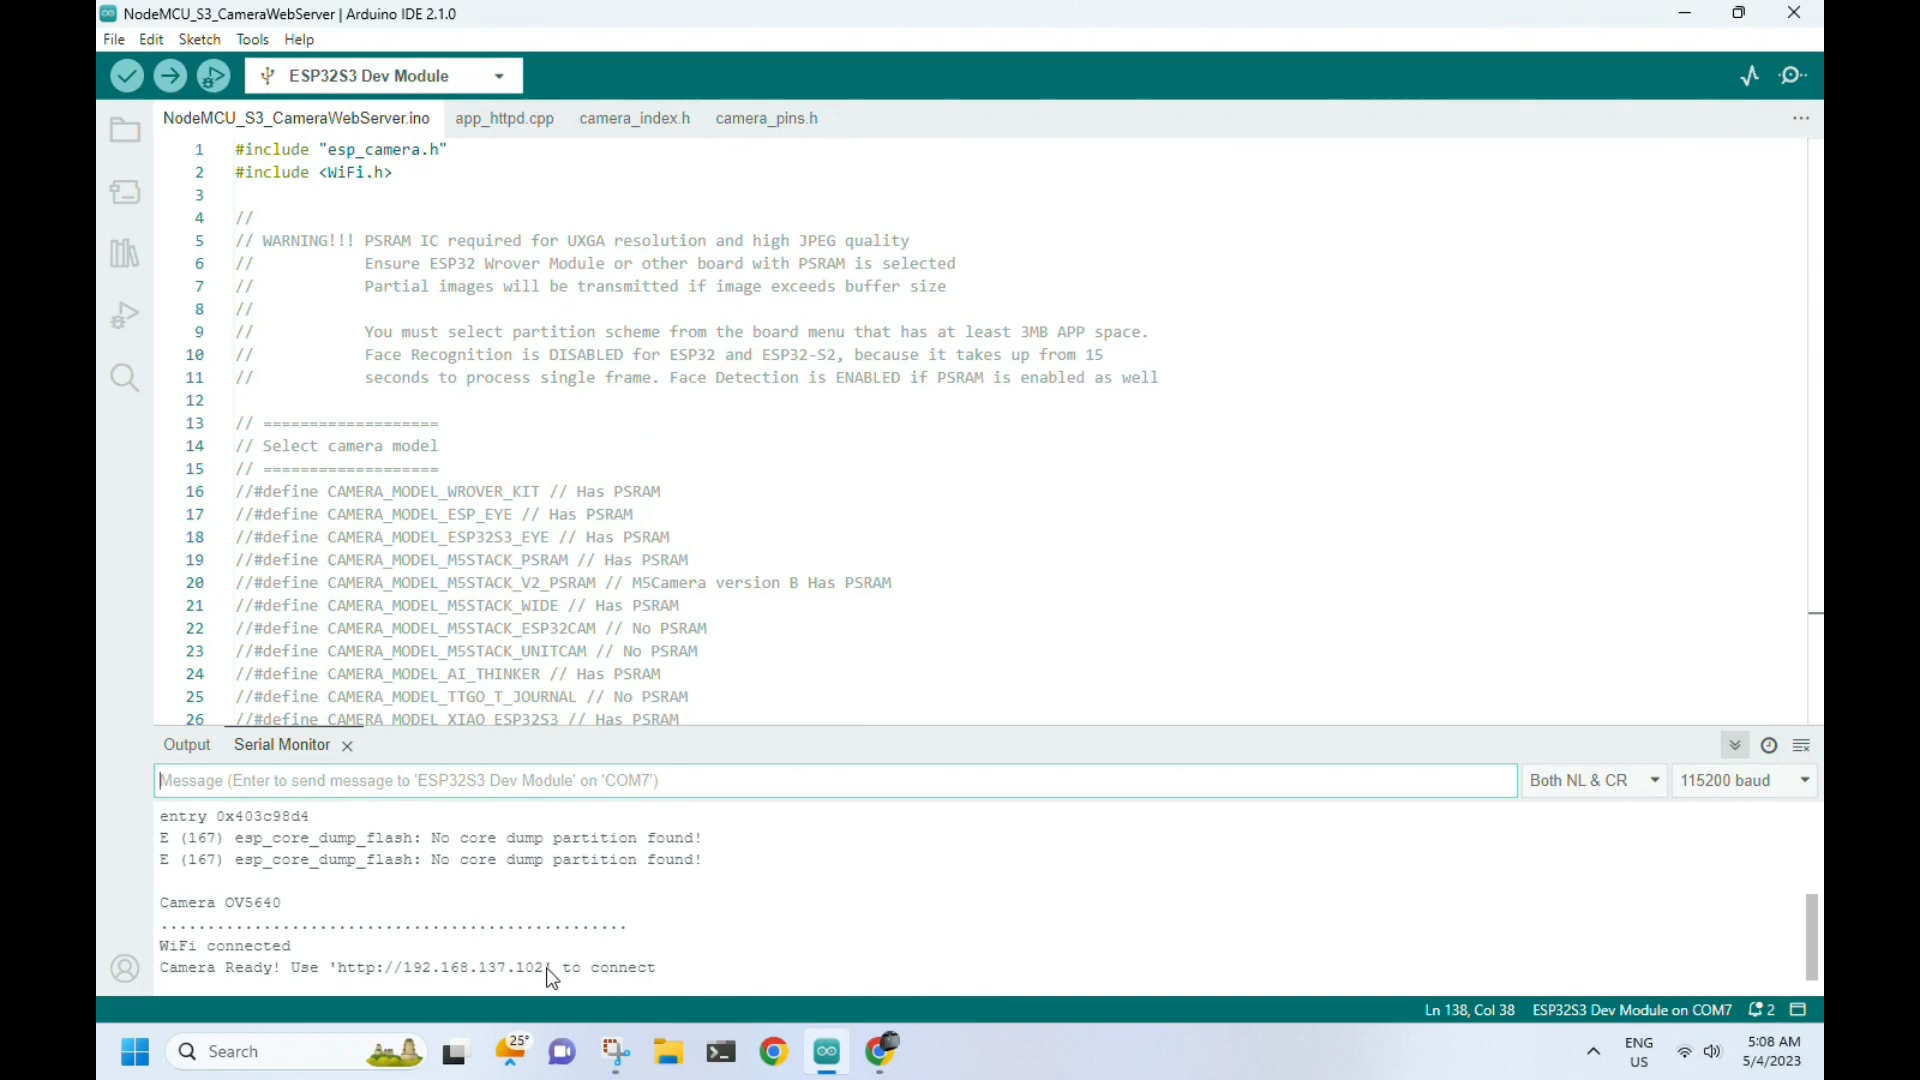 NodeMCU_S3_CameraWebServer | Arduino IDE 2.1.0
File Edit Sketch Tools Help
ESP32S3 Dev Module
NodeMCU_S3_CameraWebServer.ino app_httpd.cpp camera_index.h camera_pins.h
1 #include "esp_camera.h"
2 #include <WiFi.h>
3
4 //
5 // WARNING!!! PSRAM IC required for UXGA resolution and high JPEG quality
6 // Ensure ESP32 Wrover Module or other board with PSRAM is selected
7 // Partial images will be transmitted if image exceeds buffer size
8 //
9 // You must select partition scheme from the board menu that has at least 3MB APP space.
10 // Face Recognition is DISABLED for ESP32 and ESP32-S2, because it takes up from 15
11 // seconds to process single frame. Face Detection is ENABLED if PSRAM is enabled as well
12
13 // ===================
14 // Select camera model
15 // ===================
16 //#define CAMERA_MODEL_WROVER_KIT // Has PSRAM
17 //#define CAMERA_MODEL_ESP_EYE // Has PSRAM
18 //#define CAMERA_MODEL_ESP32S3_EYE // Has PSRAM
19 //#define CAMERA_MODEL_M5STACK_PSRAM // Has PSRAM
20 //#define CAMERA_MODEL_M5STACK_V2_PSRAM // M5Camera version B Has PSRAM
21 //#define CAMERA_MODEL_M5STACK_WIDE // Has PSRAM
22 //#define CAMERA_MODEL_M5STACK_ESP32CAM // No PSRAM
23 //#define CAMERA_MODEL_M5STACK_UNITCAM // No PSRAM
24 //#define CAMERA_MODEL_AI_THINKER // Has PSRAM
25 //#define CAMERA_MODEL_TTGO_T_JOURNAL // No PSRAM
26 //#define CAMERA_MODEL_XIAO_ESP32S3 // Has PSRAM
Output Serial Monitor
Message (Enter to send message to 'ESP32S3 Dev Module' on 'COM7') Both NL & CR 115200 baud
entry 0x403c98d4
E (167) esp_core_dump_flash: No core dump partition found!
E (167) esp_core_dump_flash: No core dump partition found!
Camera OV5640
..................................................
WiFi connected
Camera Ready! Use 'http://192.168.137.102' to connect
Ln 138, Col 38 ESP32S3 Dev Module on COM7 2
Search 25° ENG 5:08 AM
US 5/4/2023